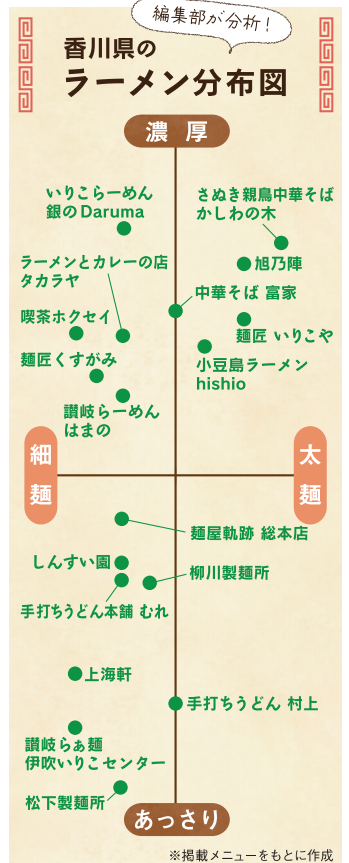 編集部が分析！
香川県の
ラーメン分布図
濃厚
いりこらーめん
銀のDaruma
さぬき親鳥中華そば
かしわの木
ラーメンとカレーの店
タカラヤ
旭乃陣
中華そば 富家
喫茶ホクセイ
麺匠 いりこや
麺匠くすがみ
小豆島ラーメン
hishio
讃岐らーめん
はまの
細麺
太麺
麺屋軌跡 総本店
しんすい園
柳川製麺所
手打ちうどん本舗 むれ
上海軒
手打ちうどん 村上
讃岐らぁ麺
伊吹いりこセンター
松下製麺所
あっさり
※掲載メニューをもとに作成